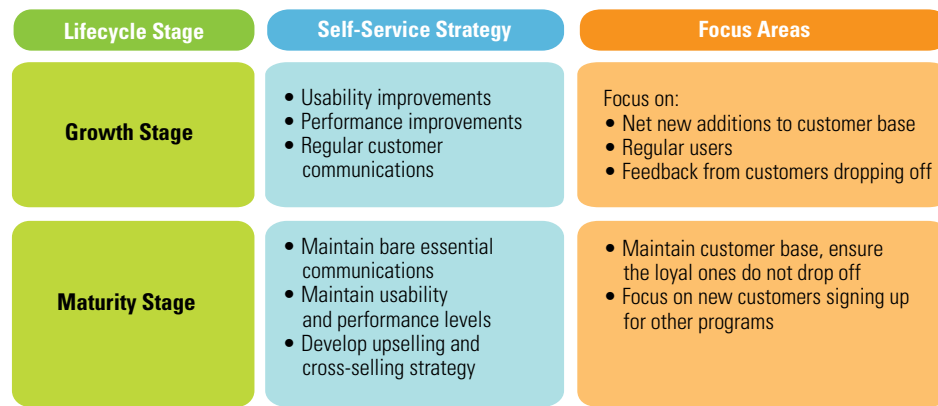 Lifecycle Stage
Self-Service Strategy
Focus Areas
Growth Stage
• Usability improvements
• Performance improvements
• Regular customer
communications
Focus on:
• Net new additions to customer base
• Regular users
• Feedback from customers dropping off
Maturity Stage
• Maintain bare essential
communications
• Maintain usability
and performance levels
• Develop upselling and
cross-selling strategy
• Maintain customer base, ensure
the loyal ones do not drop off
• Focus on new customers signing up
for other programs